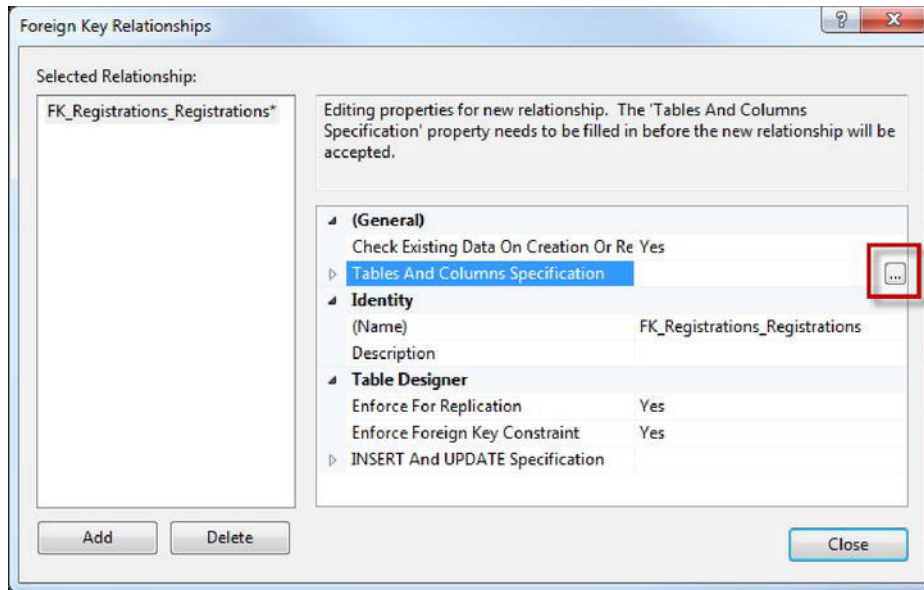 Foreign Key Relationships
Selected Relationship:
FK_Registrations_Registrations*
Editing properties for new relationship. The 'Tables And Columns
Specification' property needs to be filled in before the new relationship will be
accepted.
(General)
Check Existing Data On Creation Or Re Yes
Tables And Columns Specification ...
Identity
(Name) FK_Registrations_Registrations
Description
Table Designer
Enforce For Replication Yes
Enforce Foreign Key Constraint Yes
INSERT And UPDATE Specification
Add Delete
Close